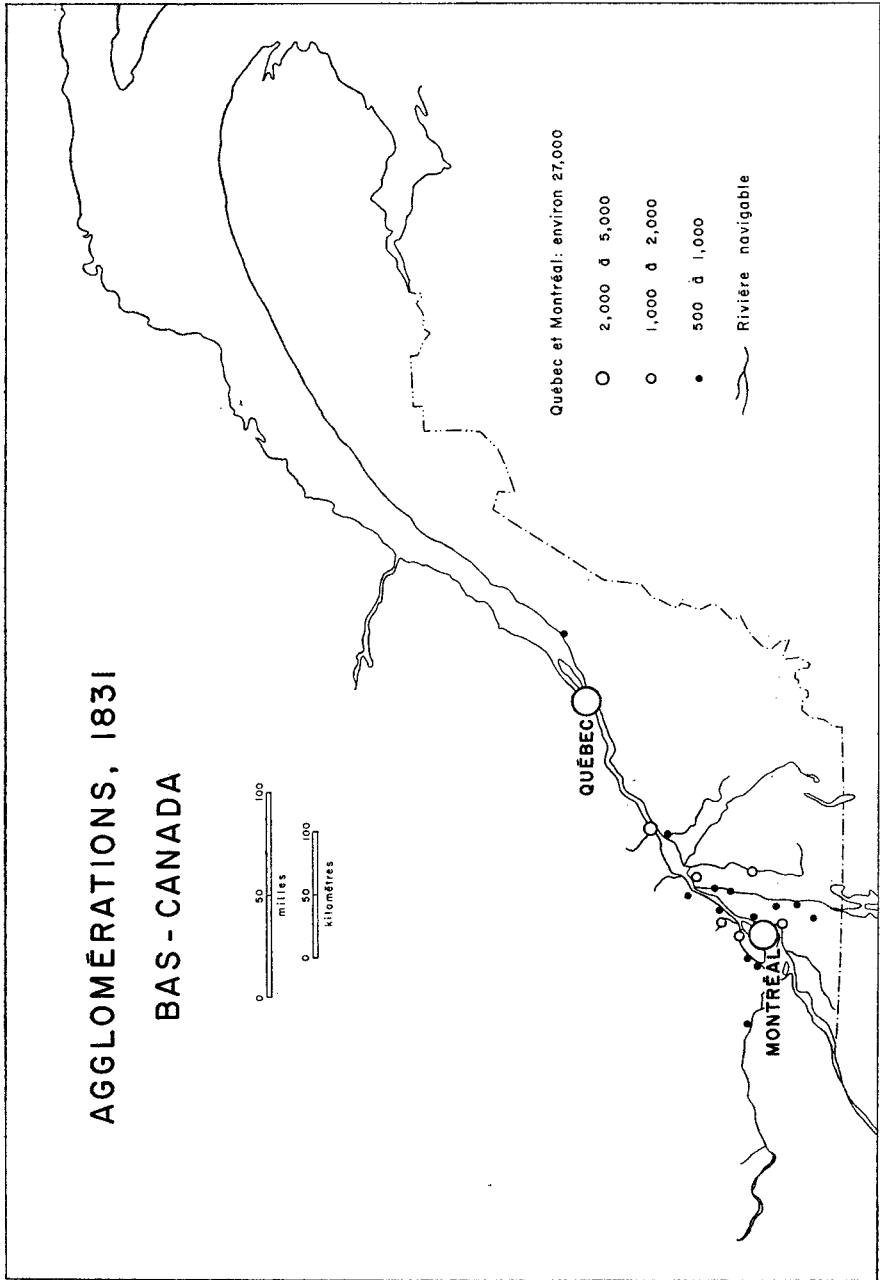 AGGLOMÉRATIONS, 1831
BAS-CANADA
0 50 100
milles
0 50 100
kilomètres
QUÉBEC
MONTRÉAL
Québec et Montréal: environ 27,000
2,000 à 5,000
1,000 à 2,000
500 à 1,000
Rivière navigable